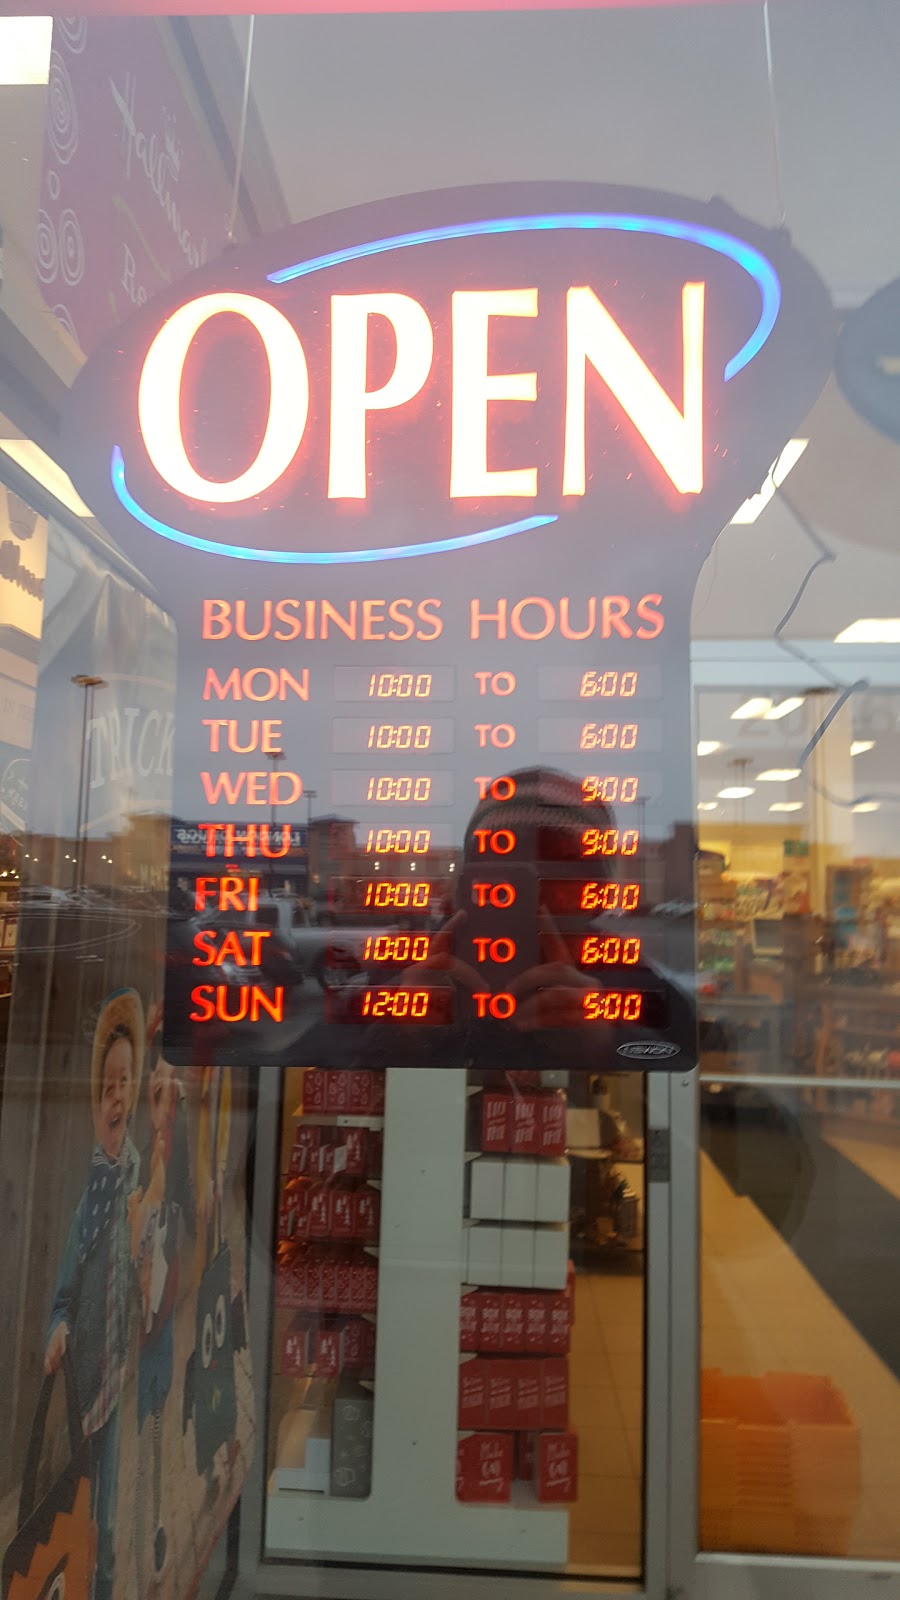 Hallmark
OPEN
BUSINESS HOURS
MON 10:00 TO 6:00
TUE 10:00 TO 6:00
WED 10:00 TO 9:00
THU 10:00 TO 9:00
FRI 10:00 TO 6:00
SAT 10:00 TO 6:00
SUN 12:00 TO 5:00
TRICK